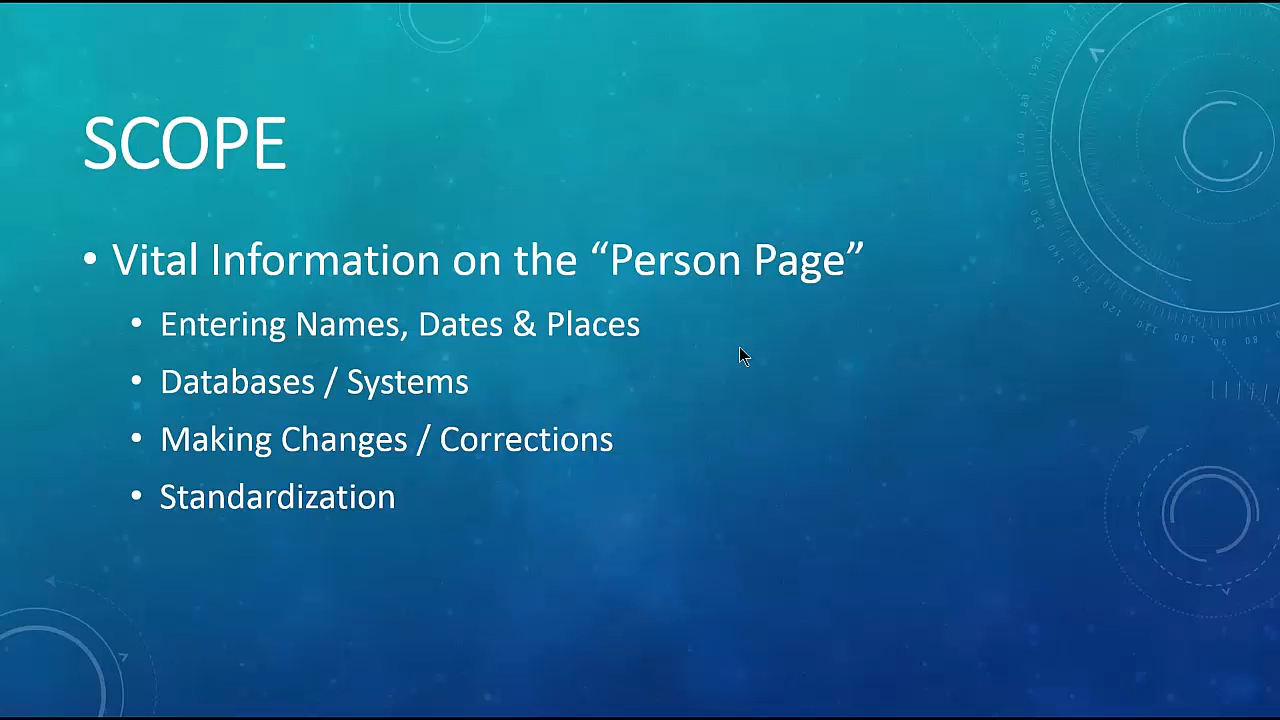 SCOPE
• Vital Information on the “Person Page”
• Entering Names, Dates & Places
• Databases / Systems
• Making Changes / Corrections
• Standardization